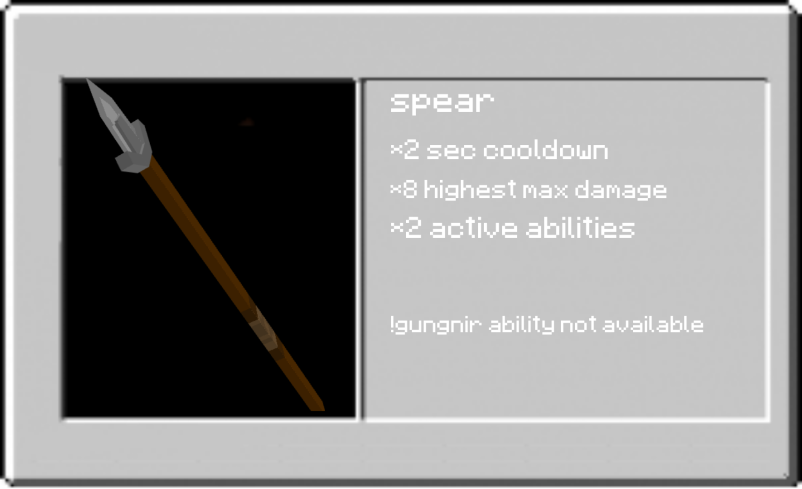 spear
×2 sec cooldown
×8 highest max damage
×2 active abilities
!gungnir ability not available